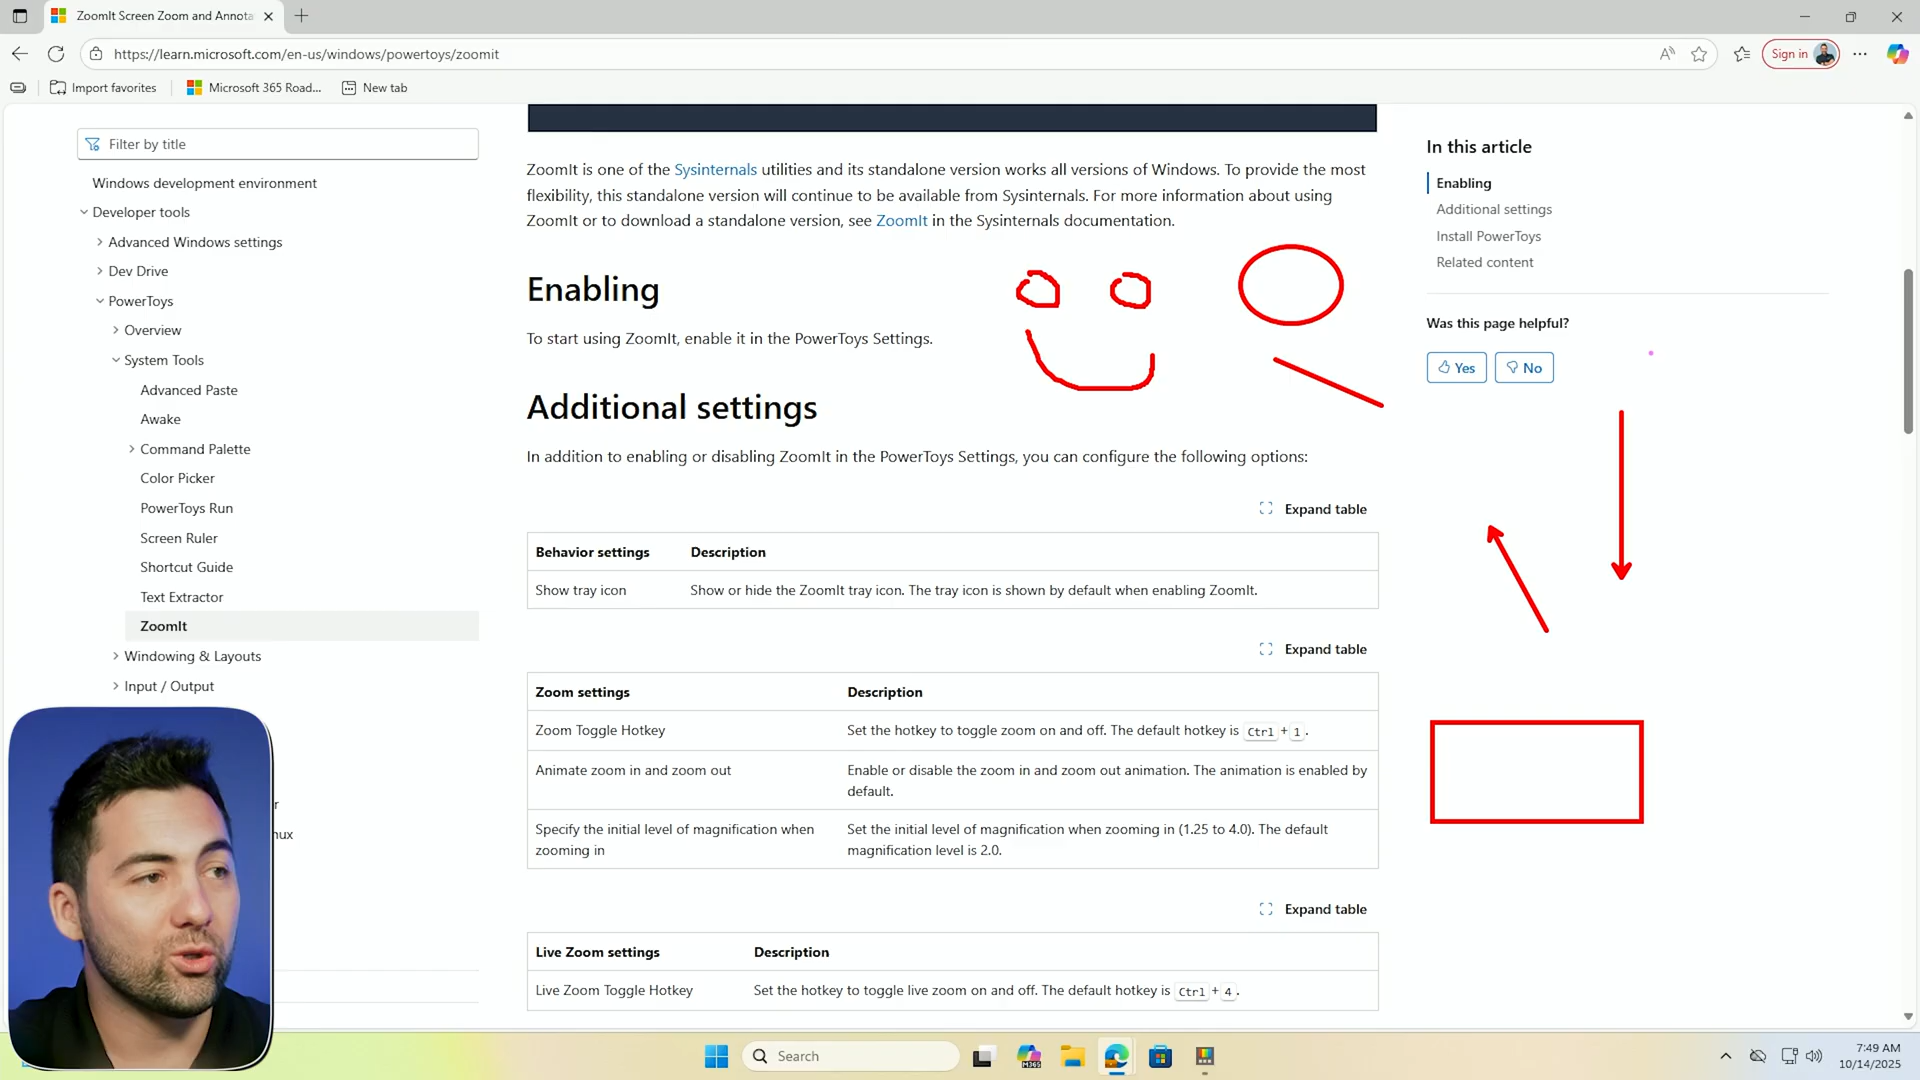 ZoomIt Screen Zoom and Annota
https://learn.microsoft.com/en-us/windows/powertoys/zoomit
Sign in
Import favorites
Microsoft 365 Road...
New tab
Filter by title
Windows development environment
Developer tools
Advanced Windows settings
Dev Drive
PowerToys
Overview
System Tools
Advanced Paste
Awake
Command Palette
Color Picker
PowerToys Run
Screen Ruler
Shortcut Guide
Text Extractor
ZoomIt
Windowing & Layouts
Input / Output
r
nux
ZoomIt is one of the Sysinternals utilities and its standalone version works all versions of Windows. To provide the most
flexibility, this standalone version will continue to be available from Sysinternals. For more information about using
ZoomIt or to download a standalone version, see ZoomIt in the Sysinternals documentation.
Enabling
To start using ZoomIt, enable it in the PowerToys Settings.
Additional settings
In addition to enabling or disabling ZoomIt in the PowerToys Settings, you can configure the following options:
Expand table
Behavior settings Description
Show tray icon Show or hide the ZoomIt tray icon. The tray icon is shown by default when enabling ZoomIt.
Expand table
Zoom settings Description
Zoom Toggle Hotkey Set the hotkey to toggle zoom on and off. The default hotkey is Ctrl + 1.
Animate zoom in and zoom out Enable or disable the zoom in and zoom out animation. The animation is enabled by
default.
Specify the initial level of magnification when Set the initial level of magnification when zooming in (1.25 to 4.0). The default
zooming in magnification level is 2.0.
Expand table
Live Zoom settings Description
Live Zoom Toggle Hotkey Set the hotkey to toggle live zoom on and off. The default hotkey is Ctrl + 4.
In this article
Enabling
Additional settings
Install PowerToys
Related content
Was this page helpful?
Yes No
Search
M365
7:49 AM
10/14/2025